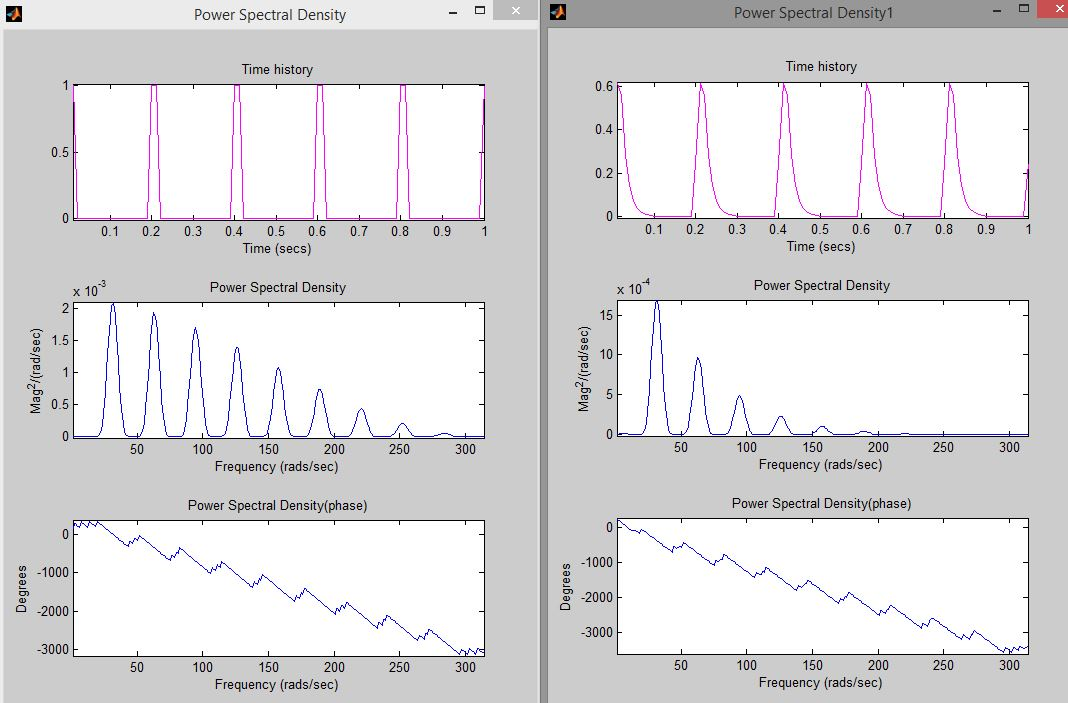 Power Spectral Density
Time history
1
0.5
0
0.1 0.2 0.3 0.4 0.5 0.6 0.7 0.8 0.9 1
Time (secs)
x 10^-3
Power Spectral Density
2
1.5
1
0.5
0
Mag^2/(rad/sec)
50 100 150 200 250 300
Frequency (rads/sec)
Power Spectral Density(phase)
0
-1000
-2000
-3000
Degrees
50 100 150 200 250 300
Frequency (rads/sec)
Power Spectral Density1
Time history
0.6
0.4
0.2
0
0.1 0.2 0.3 0.4 0.5 0.6 0.7 0.8 0.9 1
Time (secs)
x 10^-4
Power Spectral Density
15
10
5
0
Mag^2/(rad/sec)
50 100 150 200 250 300
Frequency (rads/sec)
Power Spectral Density(phase)
0
-1000
-2000
-3000
Degrees
50 100 150 200 250 300
Frequency (rads/sec)